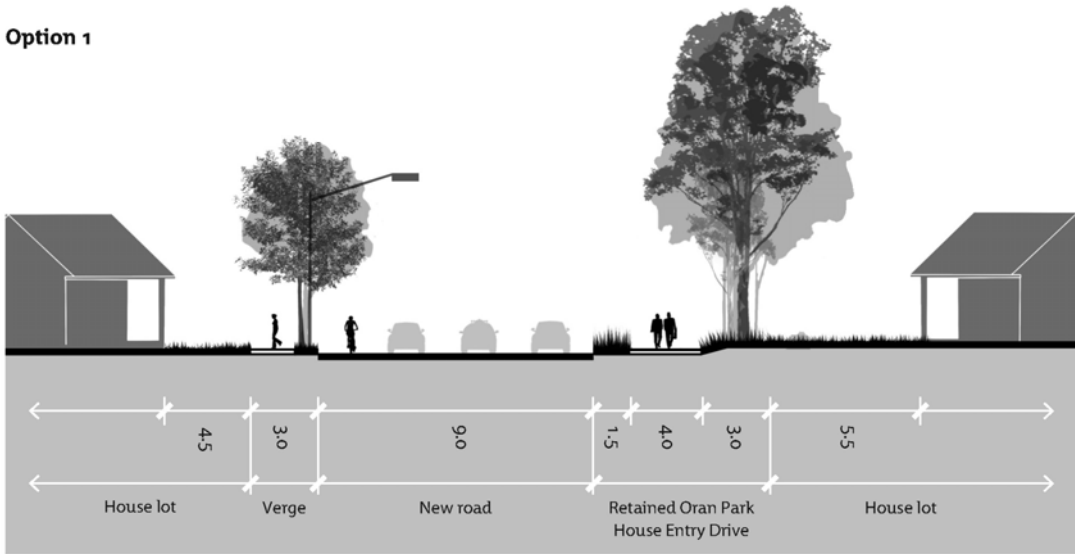 Option 1
4.5
3.0
9.0
1.5
4.0
3.0
5.5
House lot
Verge
New road
Retained Oran Park
House Entry Drive
House lot